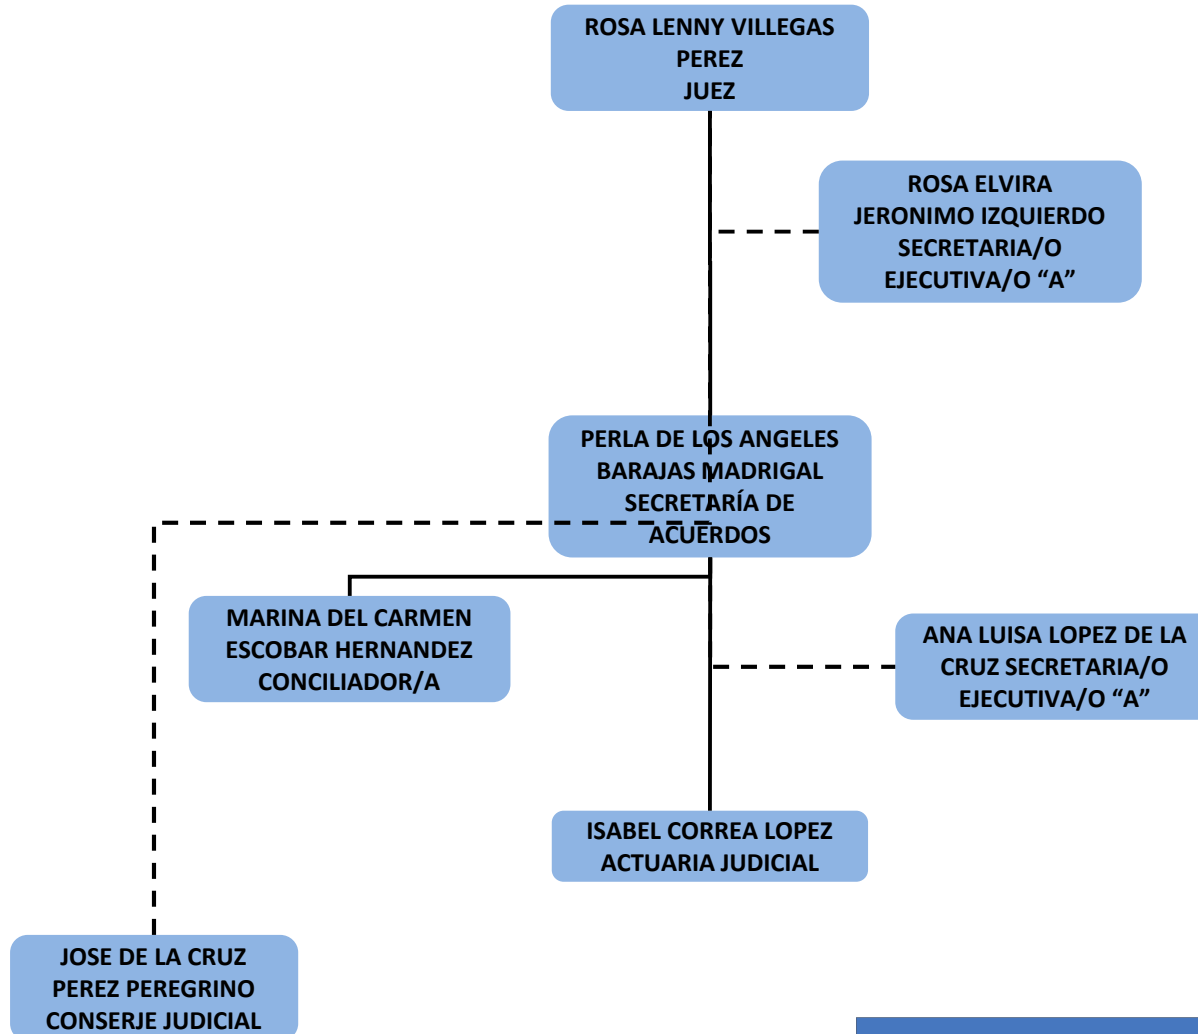 ROSA LENNY VILLEGAS
PEREZ
JUEZ
ROSA ELVIRA
JERONIMO IZQUIERDO
SECRETARIA/O
EJECUTIVA/O “A”
PERLA DE LOS ANGELES
BARAJAS MADRIGAL
SECRETARÍA DE
ACUERDOS
MARINA DEL CARMEN
ESCOBAR HERNANDEZ
CONCILIADOR/A
ANA LUISA LOPEZ DE LA
CRUZ SECRETARIA/O
EJECUTIVA/O “A”
ISABEL CORREA LOPEZ
ACTUARIA JUDICIAL
JOSE DE LA CRUZ
PEREZ PEREGRINO
CONSERJE JUDICIAL